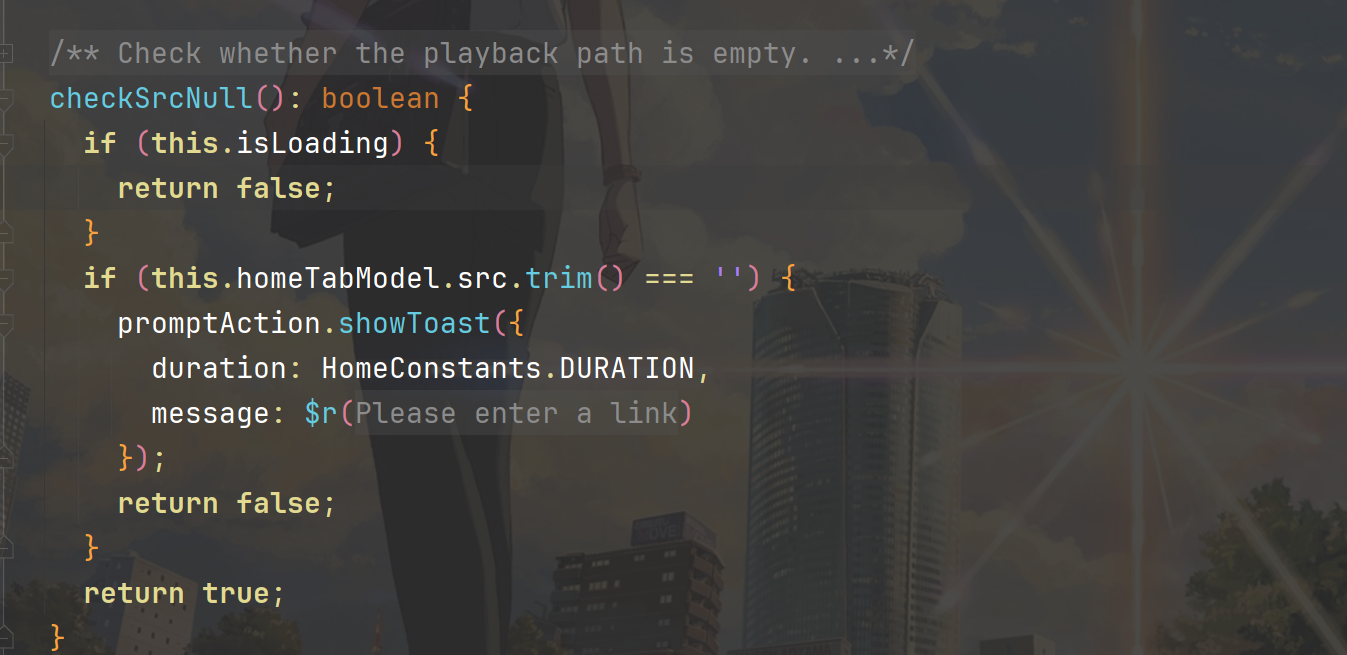 /** Check whether the playback path is empty. ...*/
checkSrcNull(): boolean {
if (this.isLoading) {
return false;
}
if (this.homeTabModel.src.trim() === '') {
promptAction.showToast({
duration: HomeConstants.DURATION,
message: $r(Please enter a link)
});
return false;
}
return true;
}